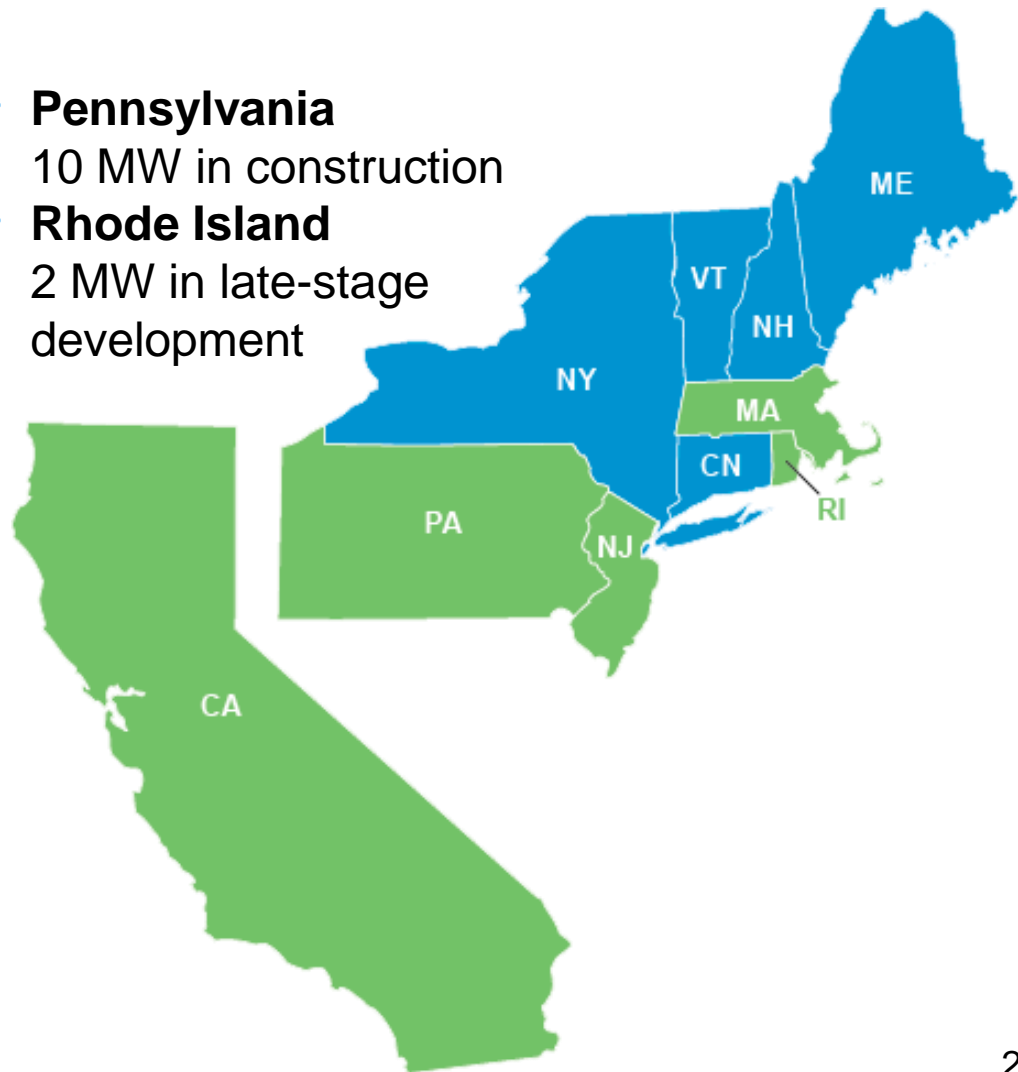 Pennsylvania
10 MW in construction
Rhode Island
2 MW in late-stage
development
ME
VT
NH
NY
MA
CN
RI
PA
NJ
CA
2